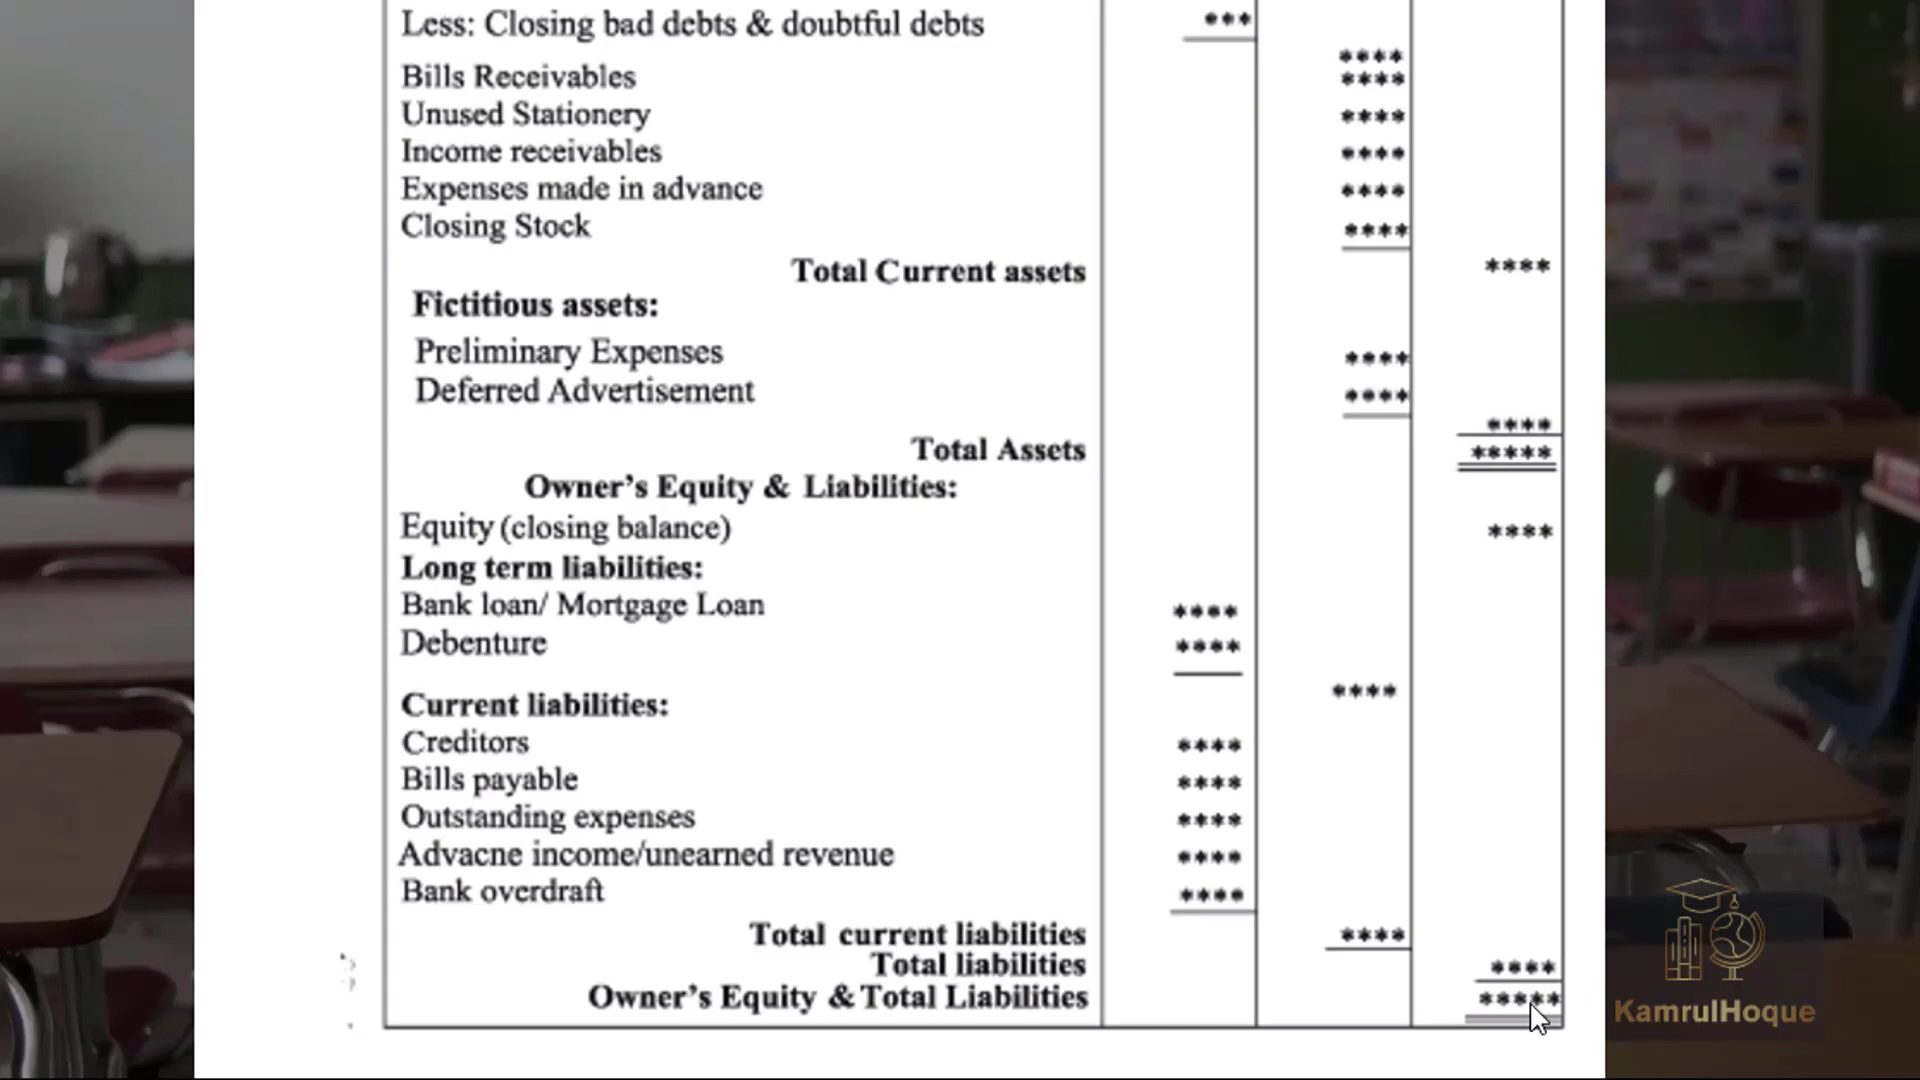 Less: Closing bad debts & doubtful debts ***
****
Bills Receivables ****
Unused Stationery ****
Income receivables ****
Expenses made in advance ****
Closing Stock ****
Total Current assets ****
Fictitious assets:
Preliminary Expenses ****
Deferred Advertisement ****
****
Total Assets *****
Owner's Equity & Liabilities:
Equity (closing balance) ****
Long term liabilities:
Bank loan/ Mortgage Loan ****
Debenture ****
****
Current liabilities:
Creditors ****
Bills payable ****
Outstanding expenses ****
Advacne income/unearned revenue ****
Bank overdraft ****
Total current liabilities ****
Total liabilities ****
Owner's Equity & Total Liabilities *****
KamrulHoque